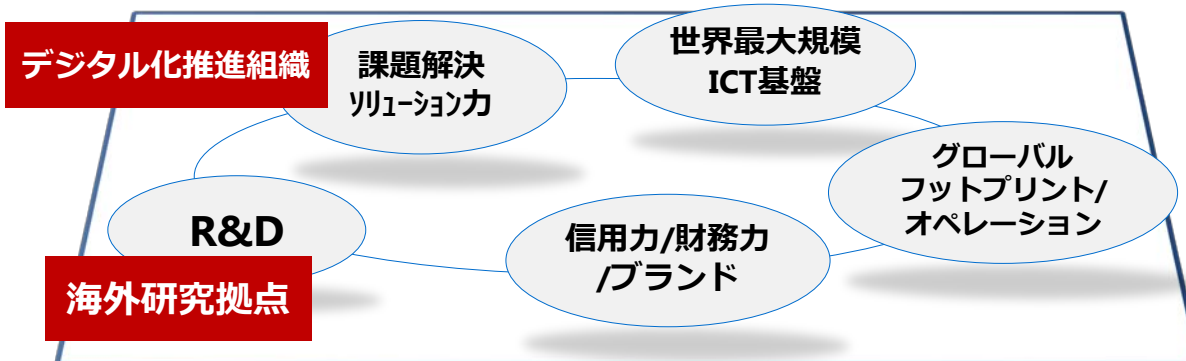 デジタル化推進組織
課題解決
ｿﾘｭｰｼｮﾝ力
世界最大規模
ICT基盤
グローバル
フットプリント/
オペレーション
R&D
信用力/財務力
/ブランド
海外研究拠点